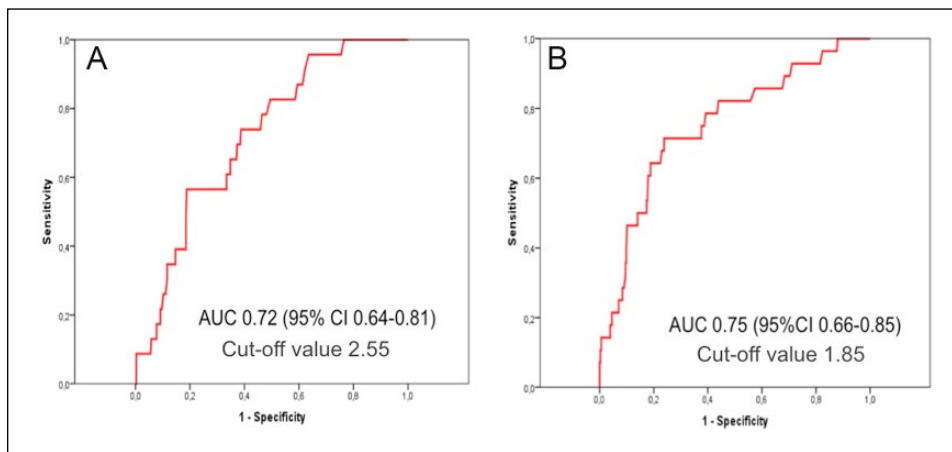 A
1,0
0,8
0,6
0,4
0,2
0,0
Sensitivity
AUC 0.72 (95% CI 0.64-0.81)
Cut-off value 2.55
0,0 0,2 0,4 0,6 0,8 1,0
1 - Specificity
B
1,0
0,8
0,6
0,4
0,2
0,0
Sensitivity
AUC 0.75 (95%CI 0.66-0.85)
Cut-off value 1.85
0,0 0,2 0,4 0,6 0,8 1,0
1 - Specificity